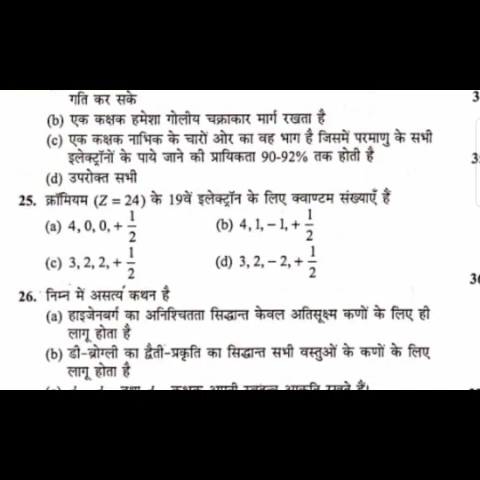 गति कर सके
(b) एक कक्षक हमेशा गोलीय चक्राकार मार्ग रखता है
(c) एक कक्षक नाभिक के चारों ओर का वह भाग है जिसमें परमाणु के सभी
इलेक्ट्रॉनों के पाये जाने की प्रायिकता 90-92% तक होती है
(d) उपरोक्त सभी
25. क्रॉमियम (Z = 24) के 19वें इलेक्ट्रॉन के लिए क्वाण्टम संख्याएँ हैं
(a) 4, 0, 0, + 1/2 (b) 4, 1, – 1, + 1/2
(c) 3, 2, 2, + 1/2 (d) 3, 2, – 2, + 1/2
26. निम्न में असत्य कथन है
(a) हाइजेनबर्ग का अनिश्चितता सिद्धान्त केवल अतिसूक्ष्म कणों के लिए ही
लागू होता है
(b) डी-ब्रोग्ली का द्वैती-प्रकृति का सिद्धान्त सभी वस्तुओं के कणों के लिए
लागू होता है